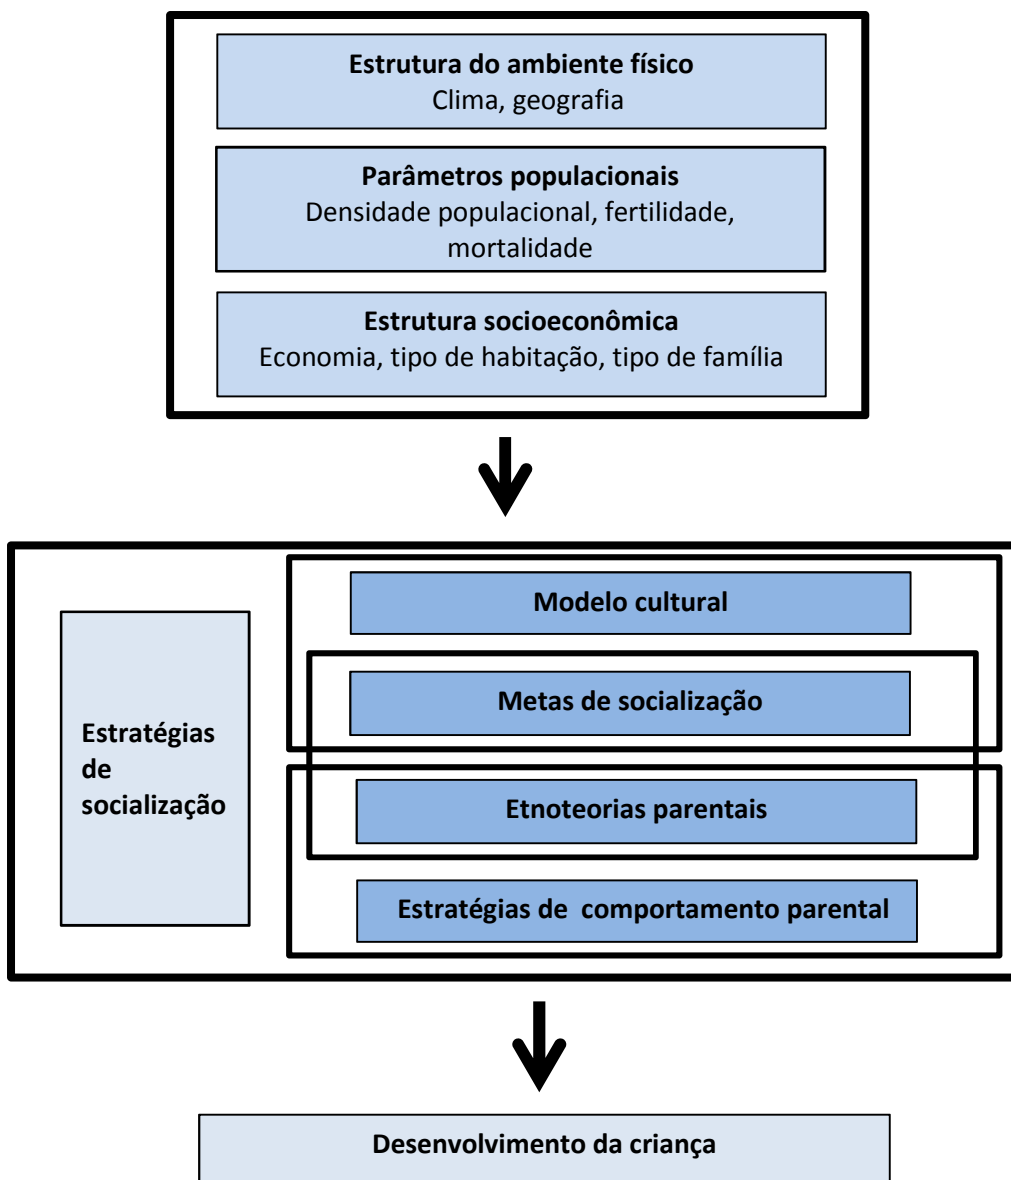 Estrutura do ambiente físico
Clima, geografia
Parâmetros populacionais
Densidade populacional, fertilidade,
mortalidade
Estrutura socioeconômica
Economia, tipo de habitação, tipo de família
Estratégias
de
socialização
Modelo cultural
Metas de socialização
Etnoteorias parentais
Estratégias de comportamento parental
Desenvolvimento da criança